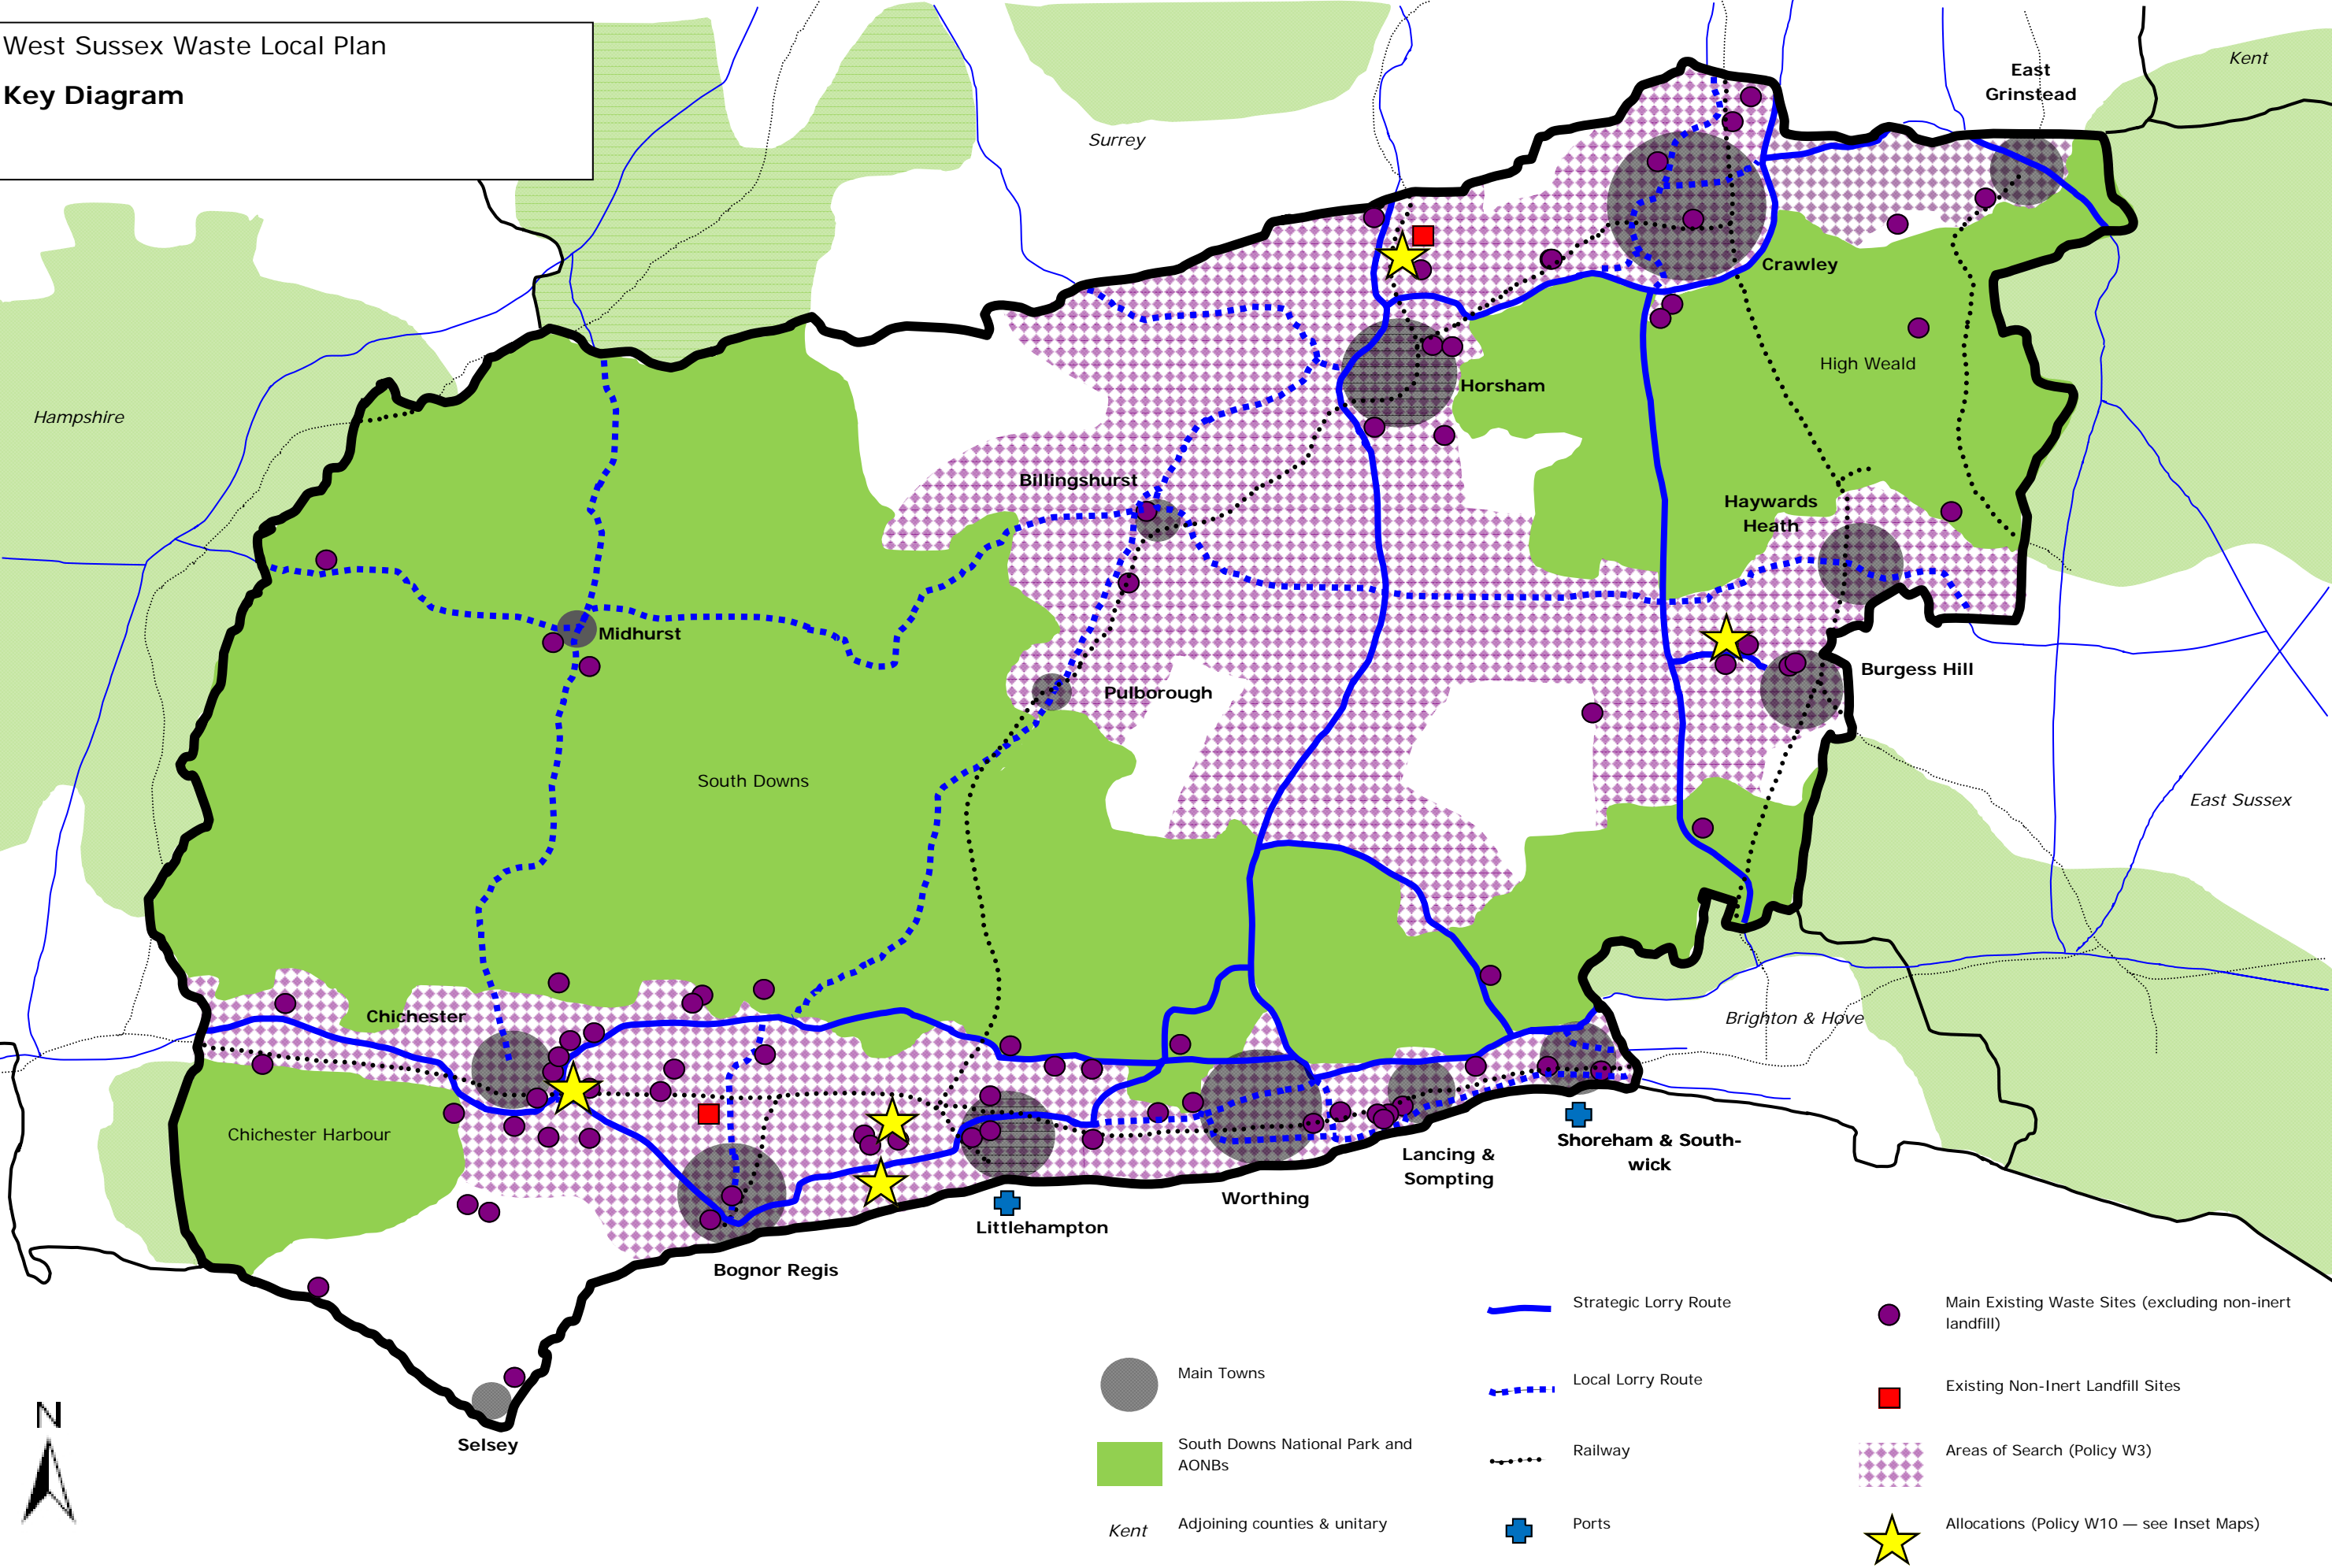 West Sussex Waste Local Plan
Key Diagram
Kent
East
Grinstead
Surrey
Crawley
High Weald
Horsham
Hampshire
Billingshurst
Haywards
Heath
Midhurst
Burgess Hill
Pulborough
South Downs
East Sussex
Chichester
Brighton & Hove
Chichester Harbour
Shoreham & South-
wick
Lancing &
Sompting
Worthing
Littlehampton
Bognor Regis
Selsey
N
Main Towns
South Downs National Park and
AONBs
Kent
Adjoining counties & unitary
Strategic Lorry Route
Local Lorry Route
Railway
Ports
Main Existing Waste Sites (excluding non-inert
landfill)
Existing Non-Inert Landfill Sites
Areas of Search (Policy W3)
Allocations (Policy W10 — see Inset Maps)